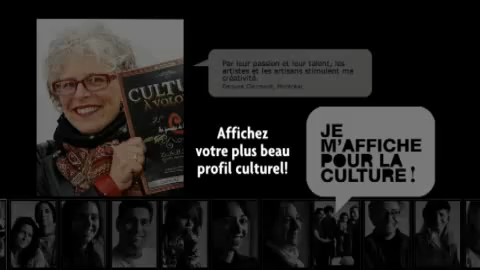 Par leur passion et leur talent, les
artistes et les artisans stimulent ma
créativité.
CULTURE
À VOLO
Affichez
votre plus beau
profil culturel!
JE
M'AFFICHE
POUR LA
CULTURE !